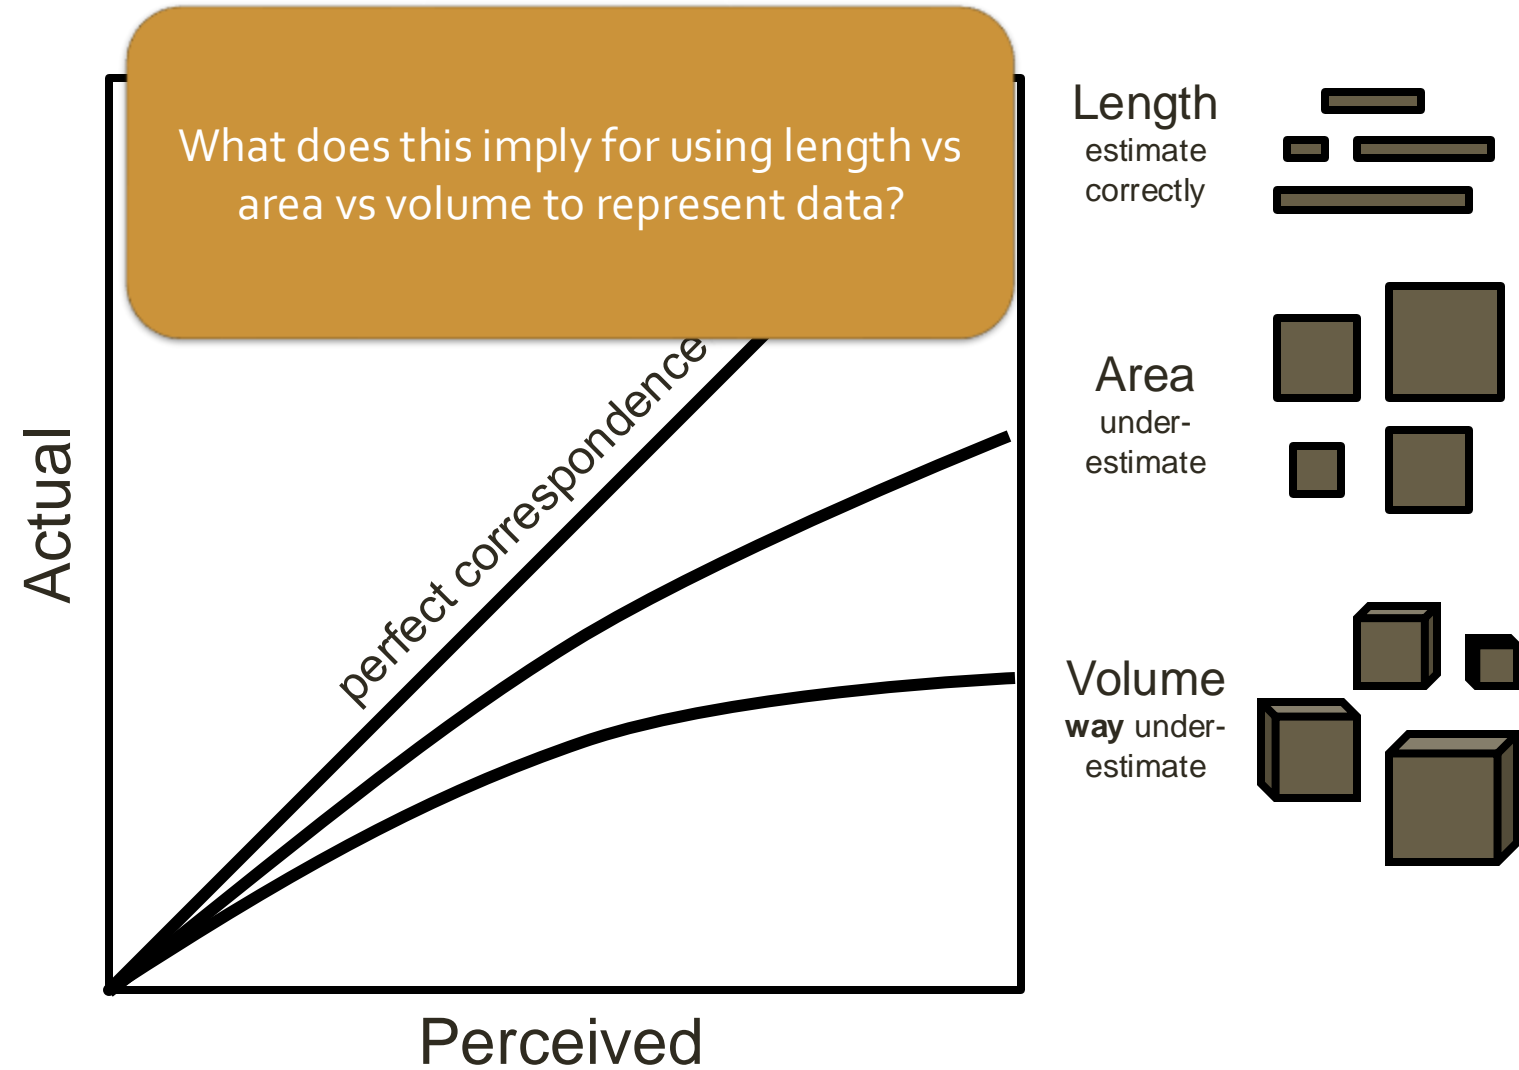 What does this imply for using length vs
area vs volume to represent data?
Length
estimate
correctly
perfect correspondence
Area
under-
estimate
Actual
Volume
way under-
estimate
Perceived